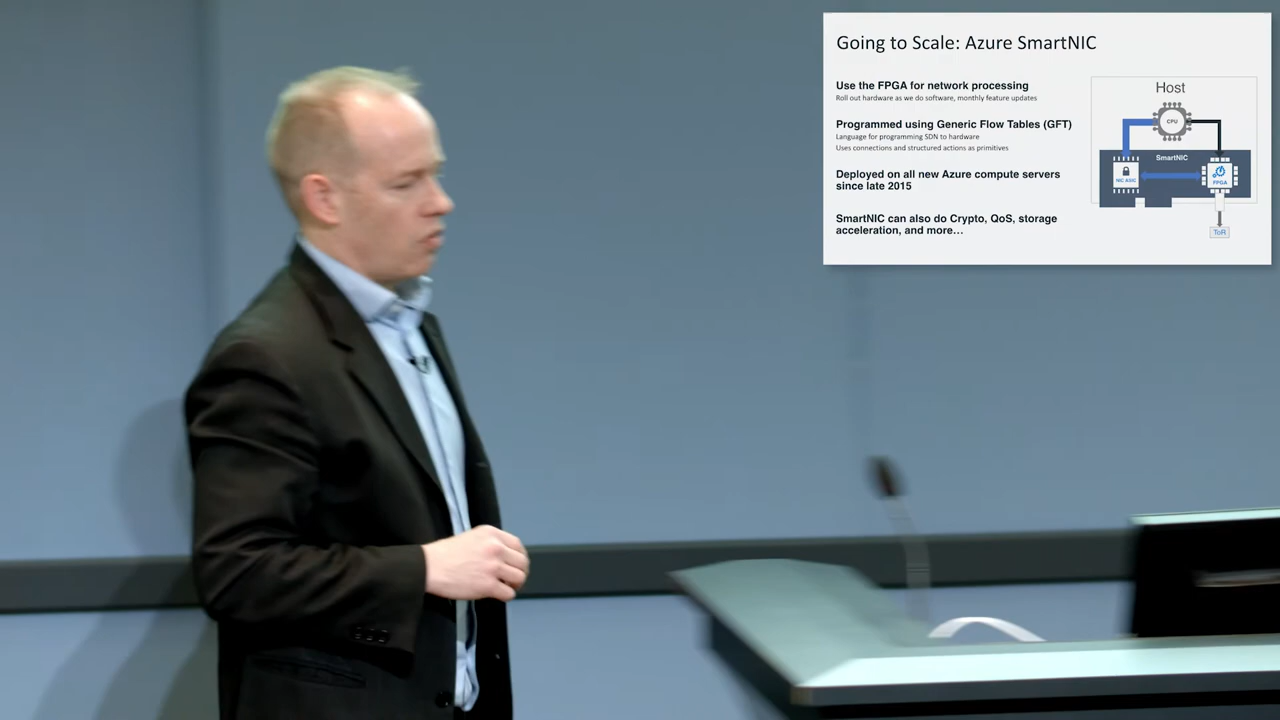 Going to Scale: Azure SmartNIC
Use the FPGA for network processing
Roll out hardware as we do software, monthly feature updates
Programmed using Generic Flow Tables (GFT)
Language for programming SDN to hardware
Uses connections and structured actions as primitives
Deployed on all new Azure compute servers
since late 2015
SmartNIC can also do Crypto, QoS, storage
acceleration, and more…
Host
CPU
SmartNIC
NIC ASIC
FPGA
ToR